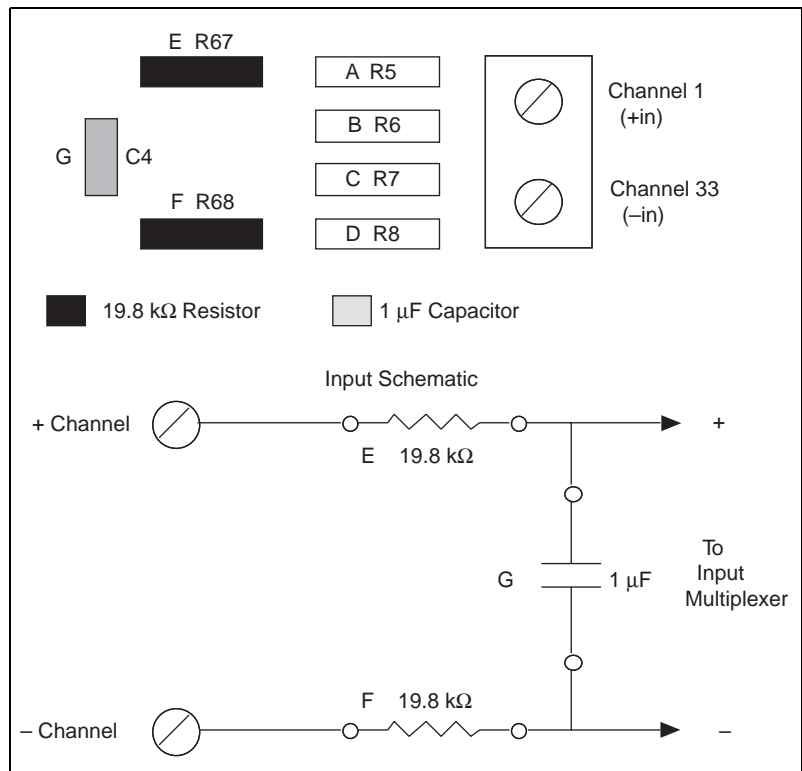 E R67
A R5
Channel 1
(+in)
B R6
G C4
C R7
Channel 33
(–in)
F R68
D R8
19.8 kΩ Resistor
1 μF Capacitor
Input Schematic
+ Channel
+
E 19.8 kΩ
To
Input
Multiplexer
G 1 μF
F 19.8 kΩ
– Channel
–